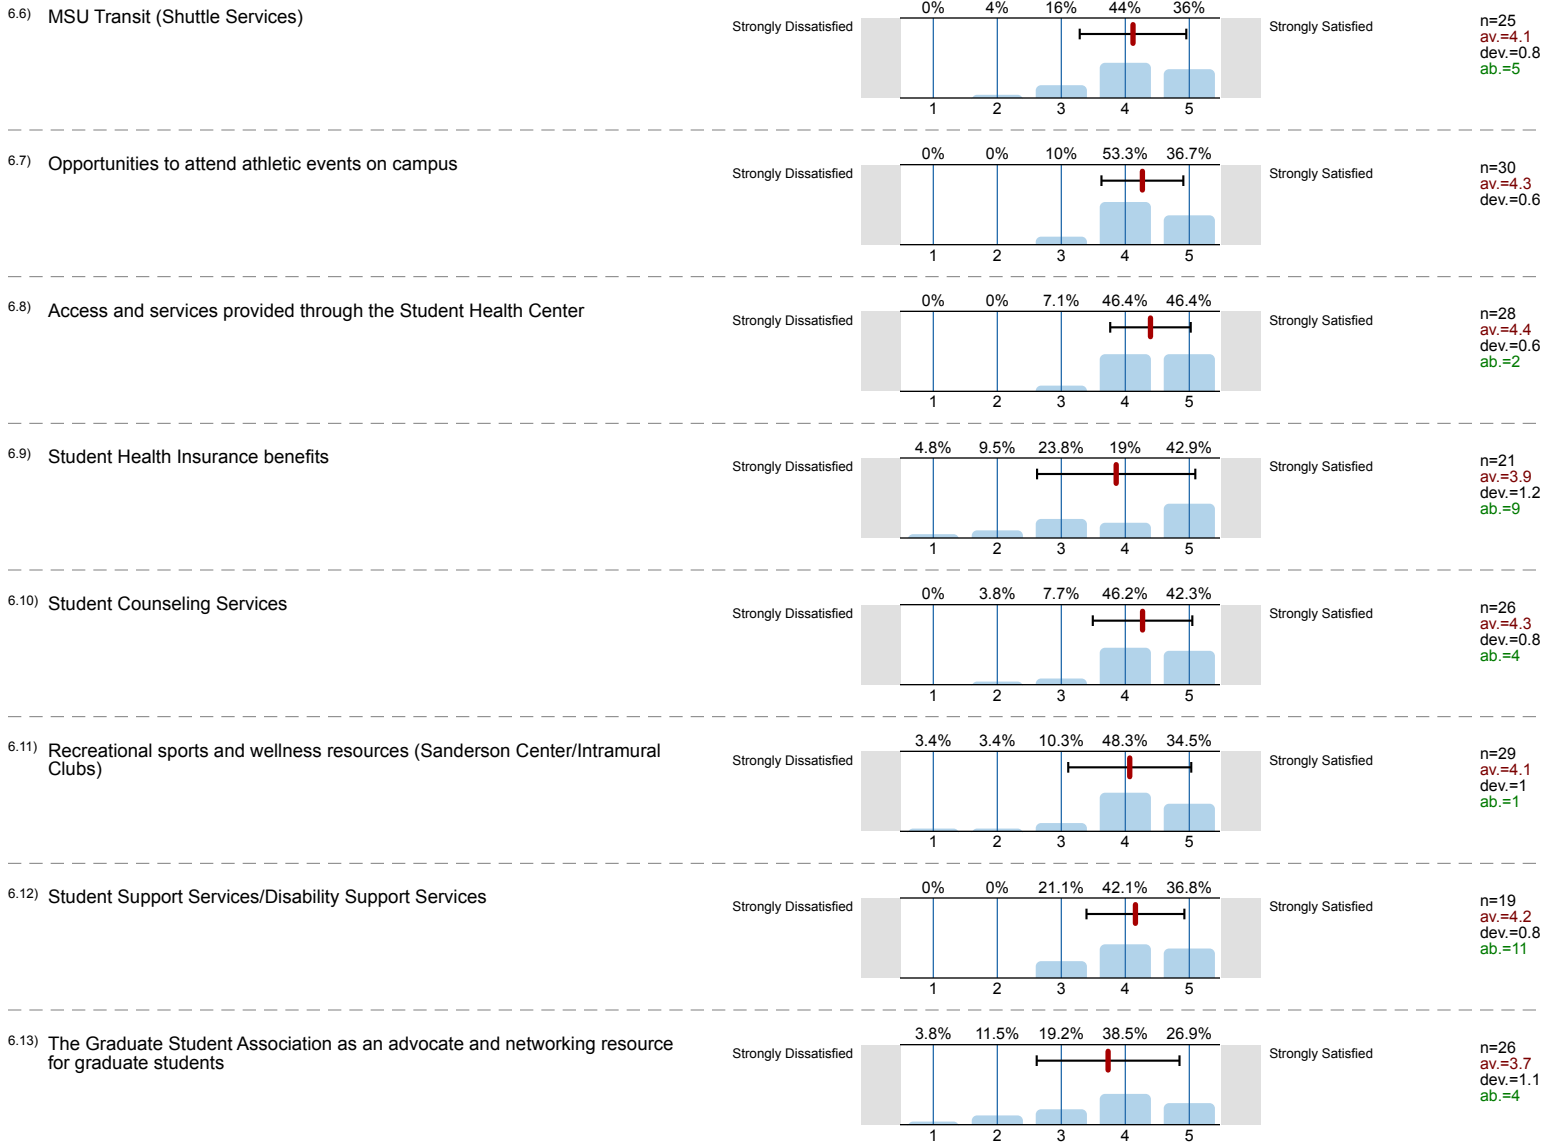 6.6) MSU Transit (Shuttle Services)
0% 4% 16% 44% 36%
Strongly Dissatisfied Strongly Satisfied
1 2 3 4 5
n=25
av.=4.1
dev.=0.8
ab.=5
6.7) Opportunities to attend athletic events on campus
0% 0% 10% 53.3% 36.7%
Strongly Dissatisfied Strongly Satisfied
1 2 3 4 5
n=30
av.=4.3
dev.=0.6
6.8) Access and services provided through the Student Health Center
0% 0% 7.1% 46.4% 46.4%
Strongly Dissatisfied Strongly Satisfied
1 2 3 4 5
n=28
av.=4.4
dev.=0.6
ab.=2
6.9) Student Health Insurance benefits
4.8% 9.5% 23.8% 19% 42.9%
Strongly Dissatisfied Strongly Satisfied
1 2 3 4 5
n=21
av.=3.9
dev.=1.2
ab.=9
6.10) Student Counseling Services
0% 3.8% 7.7% 46.2% 42.3%
Strongly Dissatisfied Strongly Satisfied
1 2 3 4 5
n=26
av.=4.3
dev.=0.8
ab.=4
6.11) Recreational sports and wellness resources (Sanderson Center/Intramural
Clubs)
3.4% 3.4% 10.3% 48.3% 34.5%
Strongly Dissatisfied Strongly Satisfied
1 2 3 4 5
n=29
av.=4.1
dev.=1
ab.=1
6.12) Student Support Services/Disability Support Services
0% 0% 21.1% 42.1% 36.8%
Strongly Dissatisfied Strongly Satisfied
1 2 3 4 5
n=19
av.=4.2
dev.=0.8
ab.=11
6.13) The Graduate Student Association as an advocate and networking resource
for graduate students
3.8% 11.5% 19.2% 38.5% 26.9%
Strongly Dissatisfied Strongly Satisfied
1 2 3 4 5
n=26
av.=3.7
dev.=1.1
ab.=4